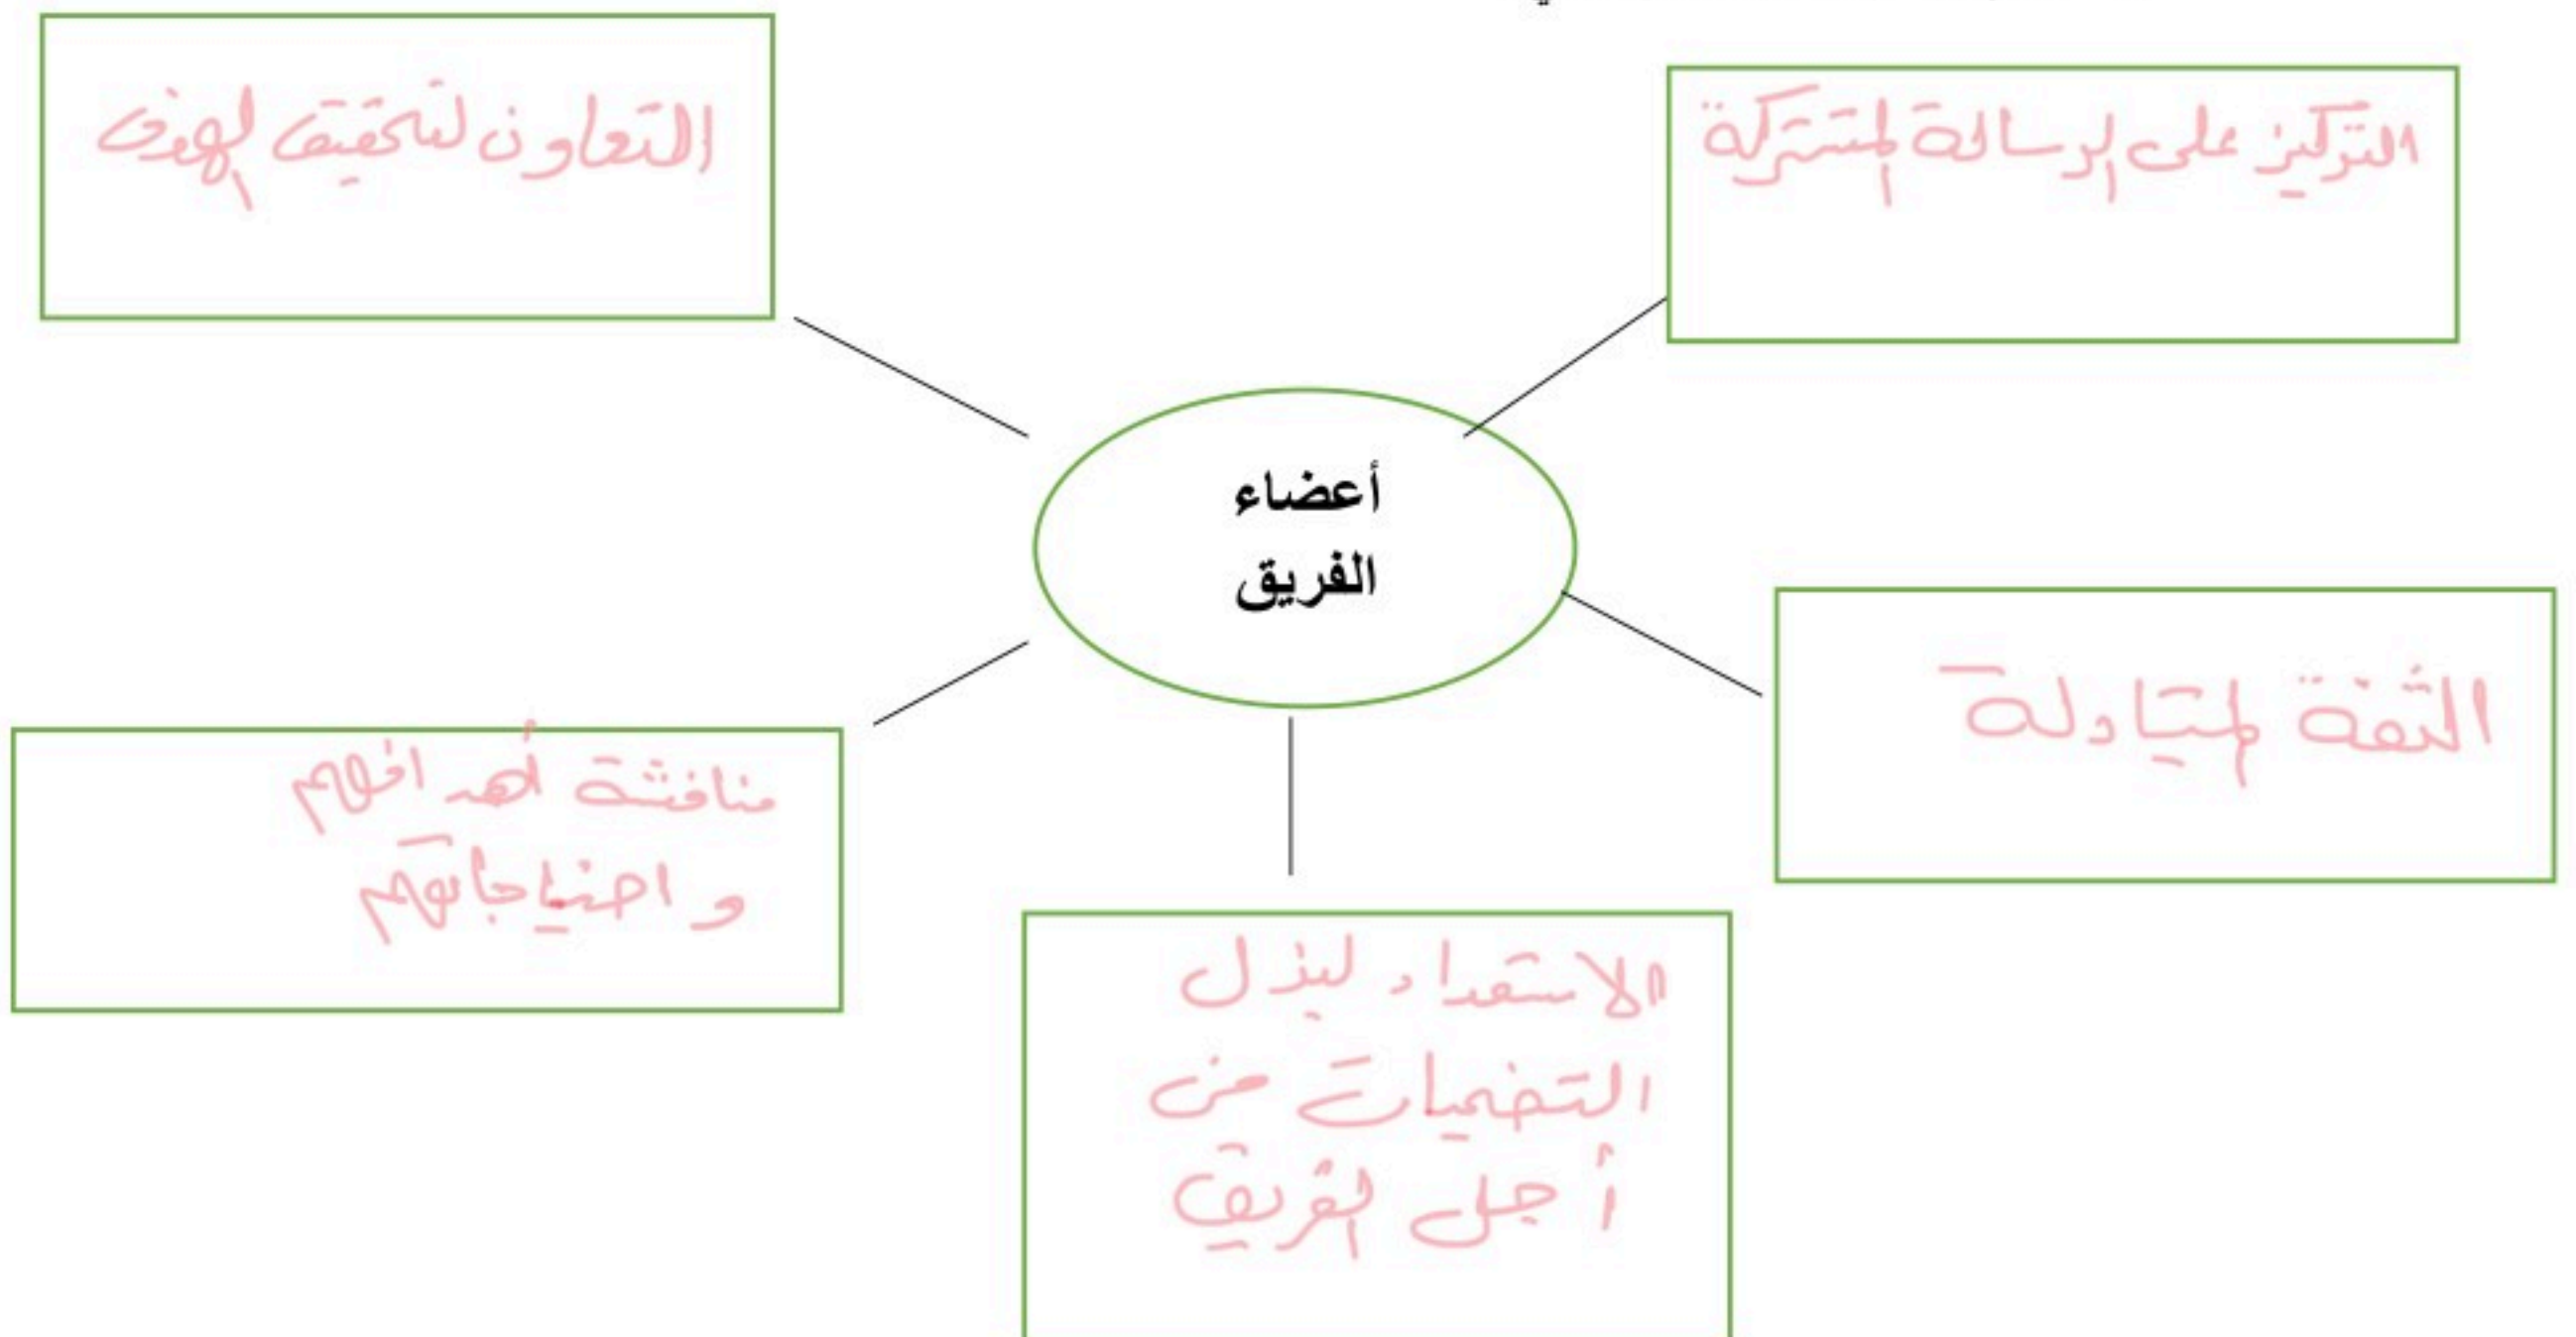 التركيز على الرسالة المشتركة
التعاون لتحقيق الهدف
أعضاء
الفريق
الثقة المتبادلة
مناقشة أهدافهم
و احتياجاتهم
الاستعداد لبذل
التضحيات من
أجل الفريق